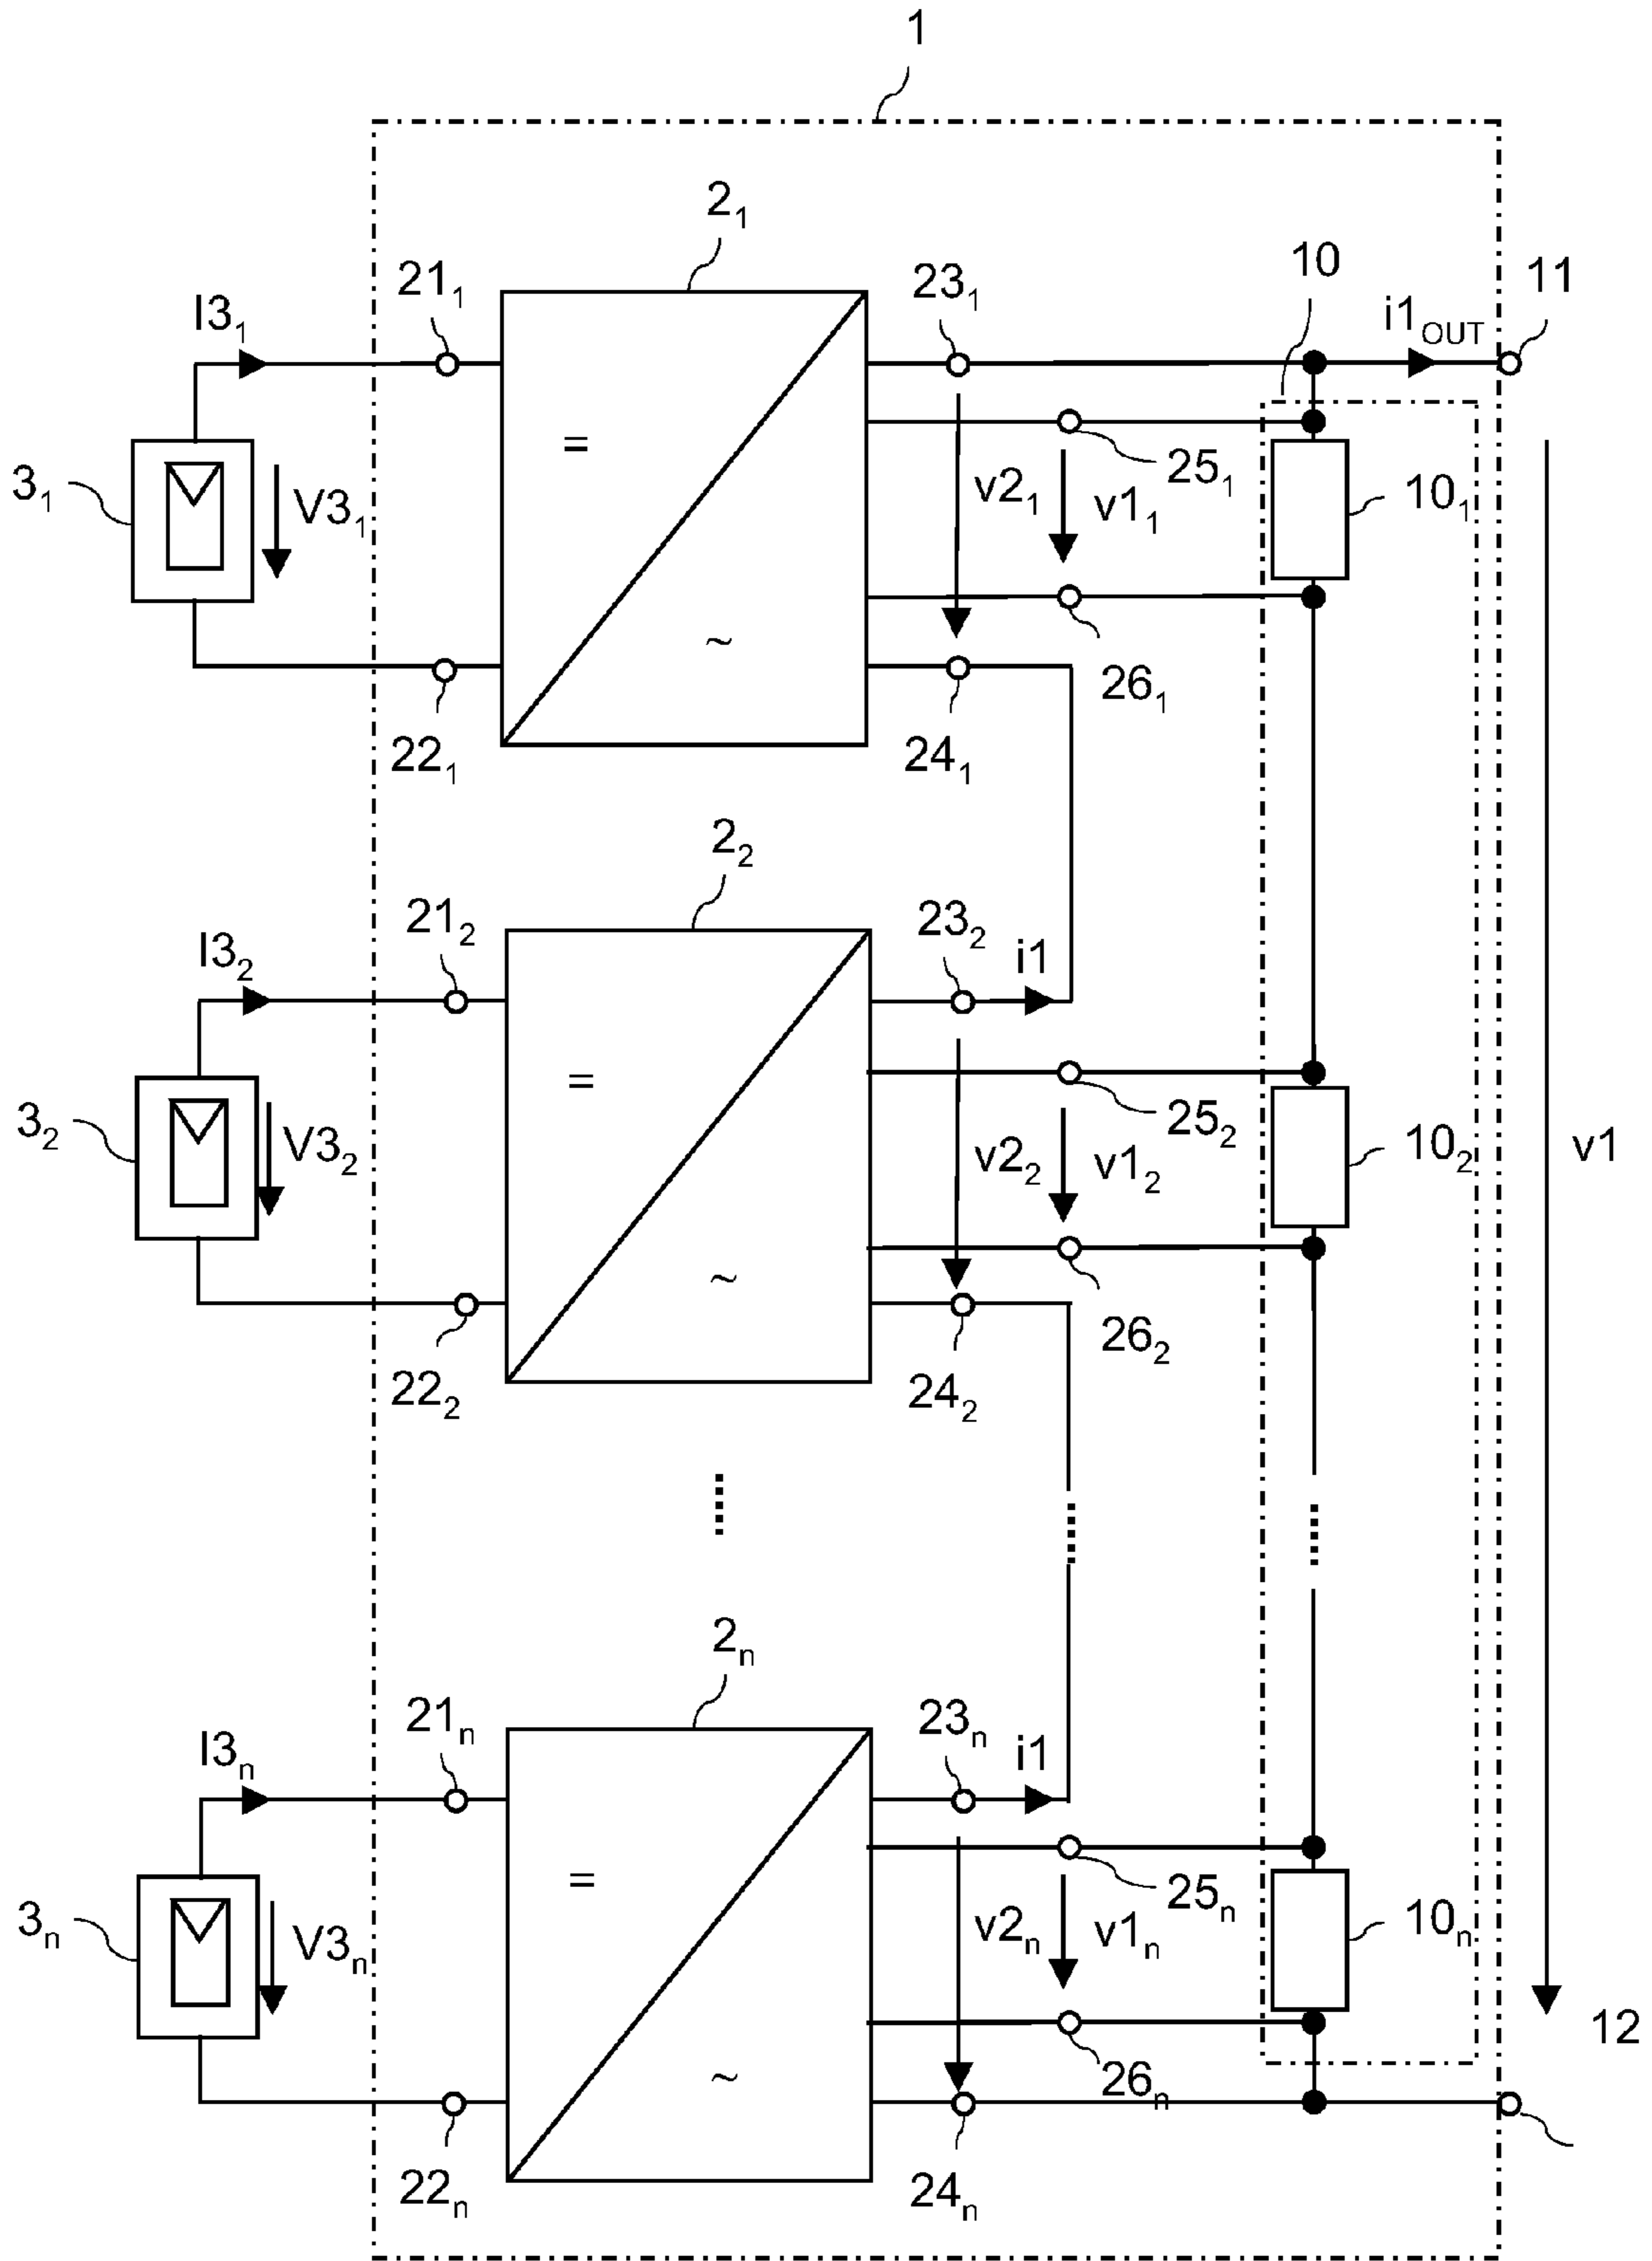 1
2₁
10
21₁
23₁
11
I3₁
i1OUT
=
25₁
3₁
V3₁
v2₁
v1₁
10₁
~
26₁
22₁
24₁
2₂
21₂
23₂
I3₂
i1
=
25₂
3₂
V3₂
v2₂
v1₂
10₂
v1
~
26₂
22₂
24₂
2n
21n
23n
I3n
i1
=
25n
3n
V3n
v2n
v1n
10n
12
~
26n
22n
24n